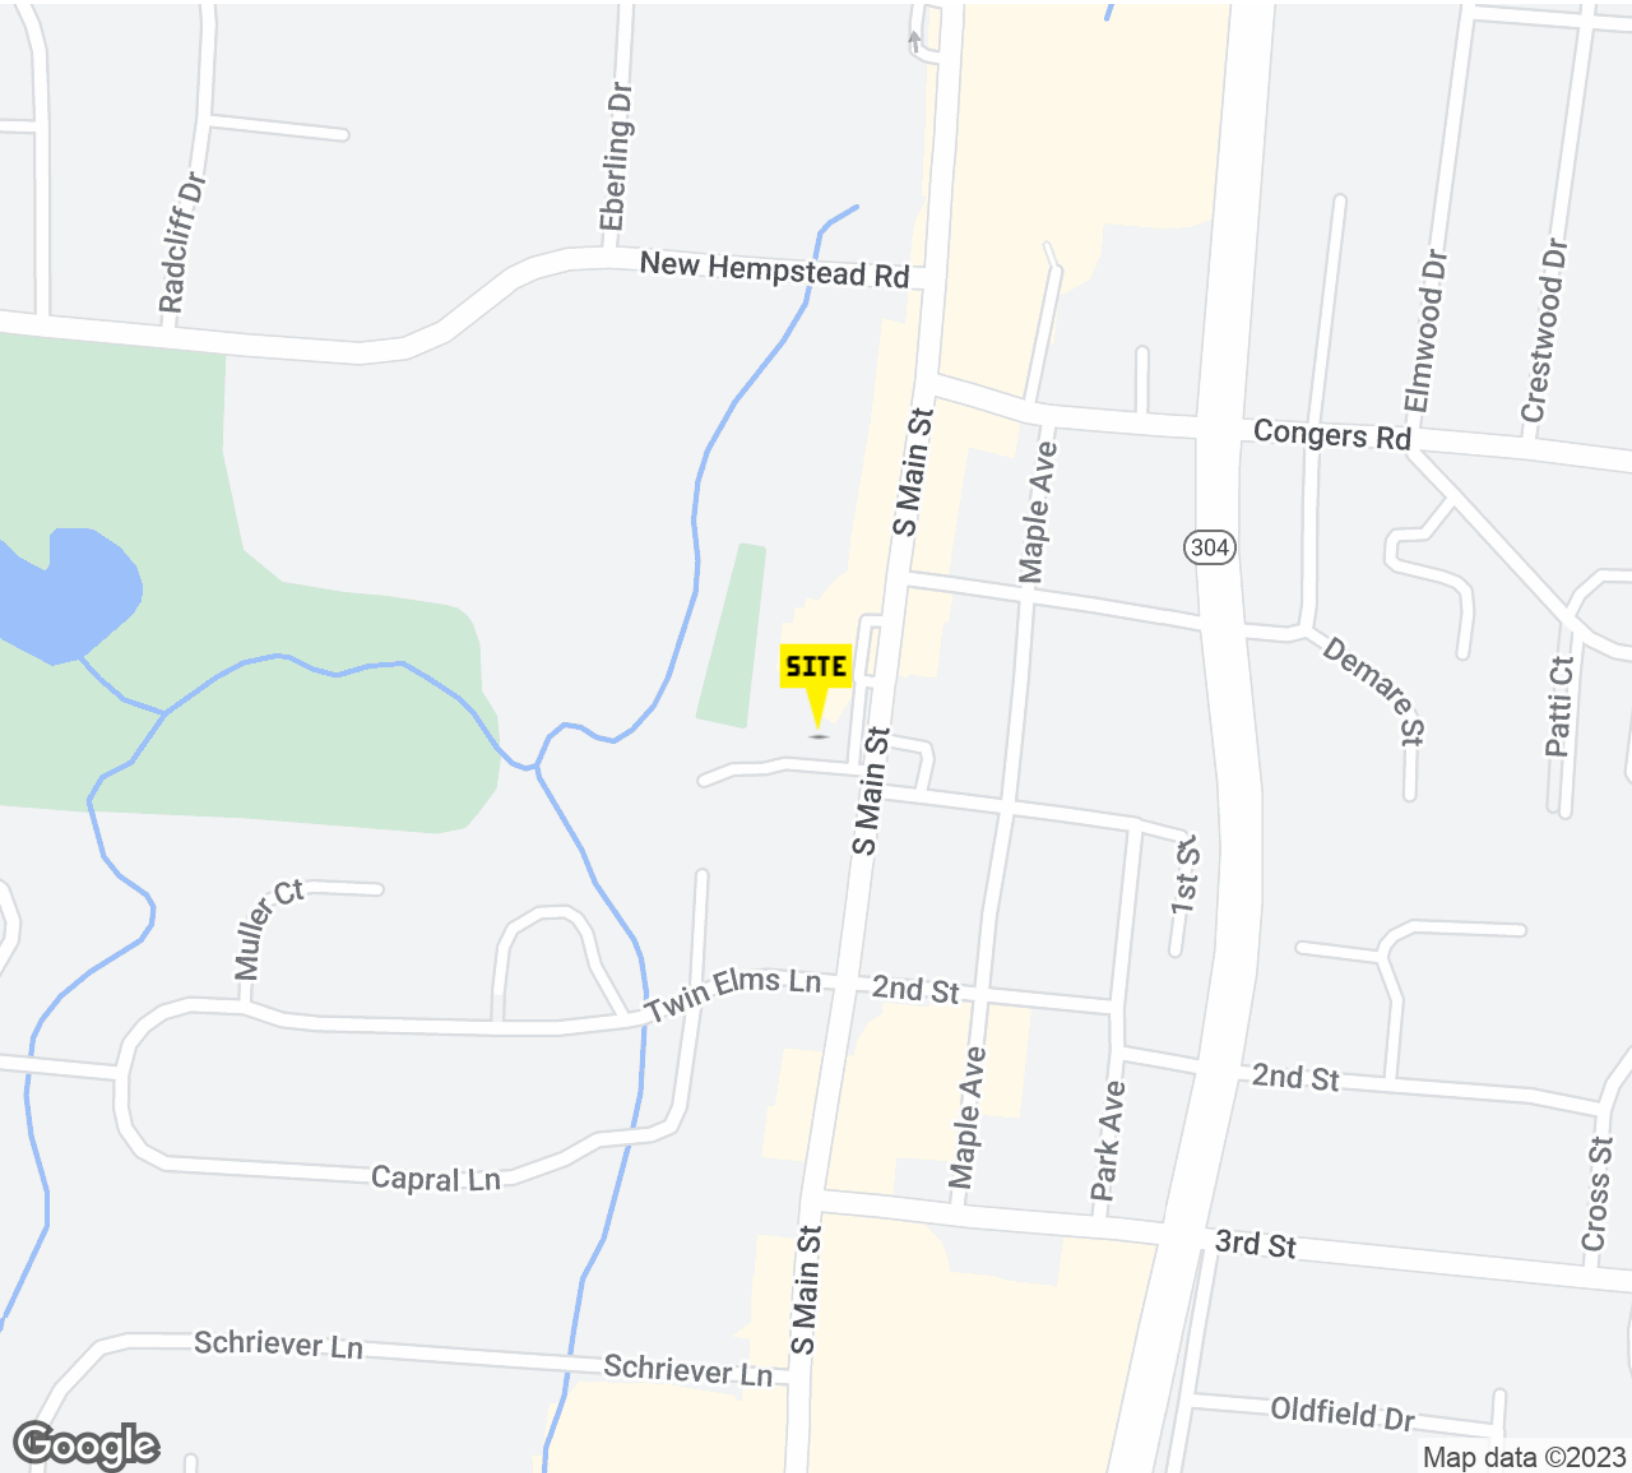 Eberling Dr
Radcliff Dr
New Hempstead Rd
Elmwood Dr
Crestwood Dr
S Main St
Congers Rd
Maple Ave
304
SITE
Demare St
Patti Ct
S Main St
1st St
Muller Ct
Twin Elms Ln
2nd St
2nd St
Maple Ave
Park Ave
Capral Ln
Cross St
3rd St
S Main St
Schriever Ln
Schriever Ln
Oldfield Dr
Google
Map data ©2023